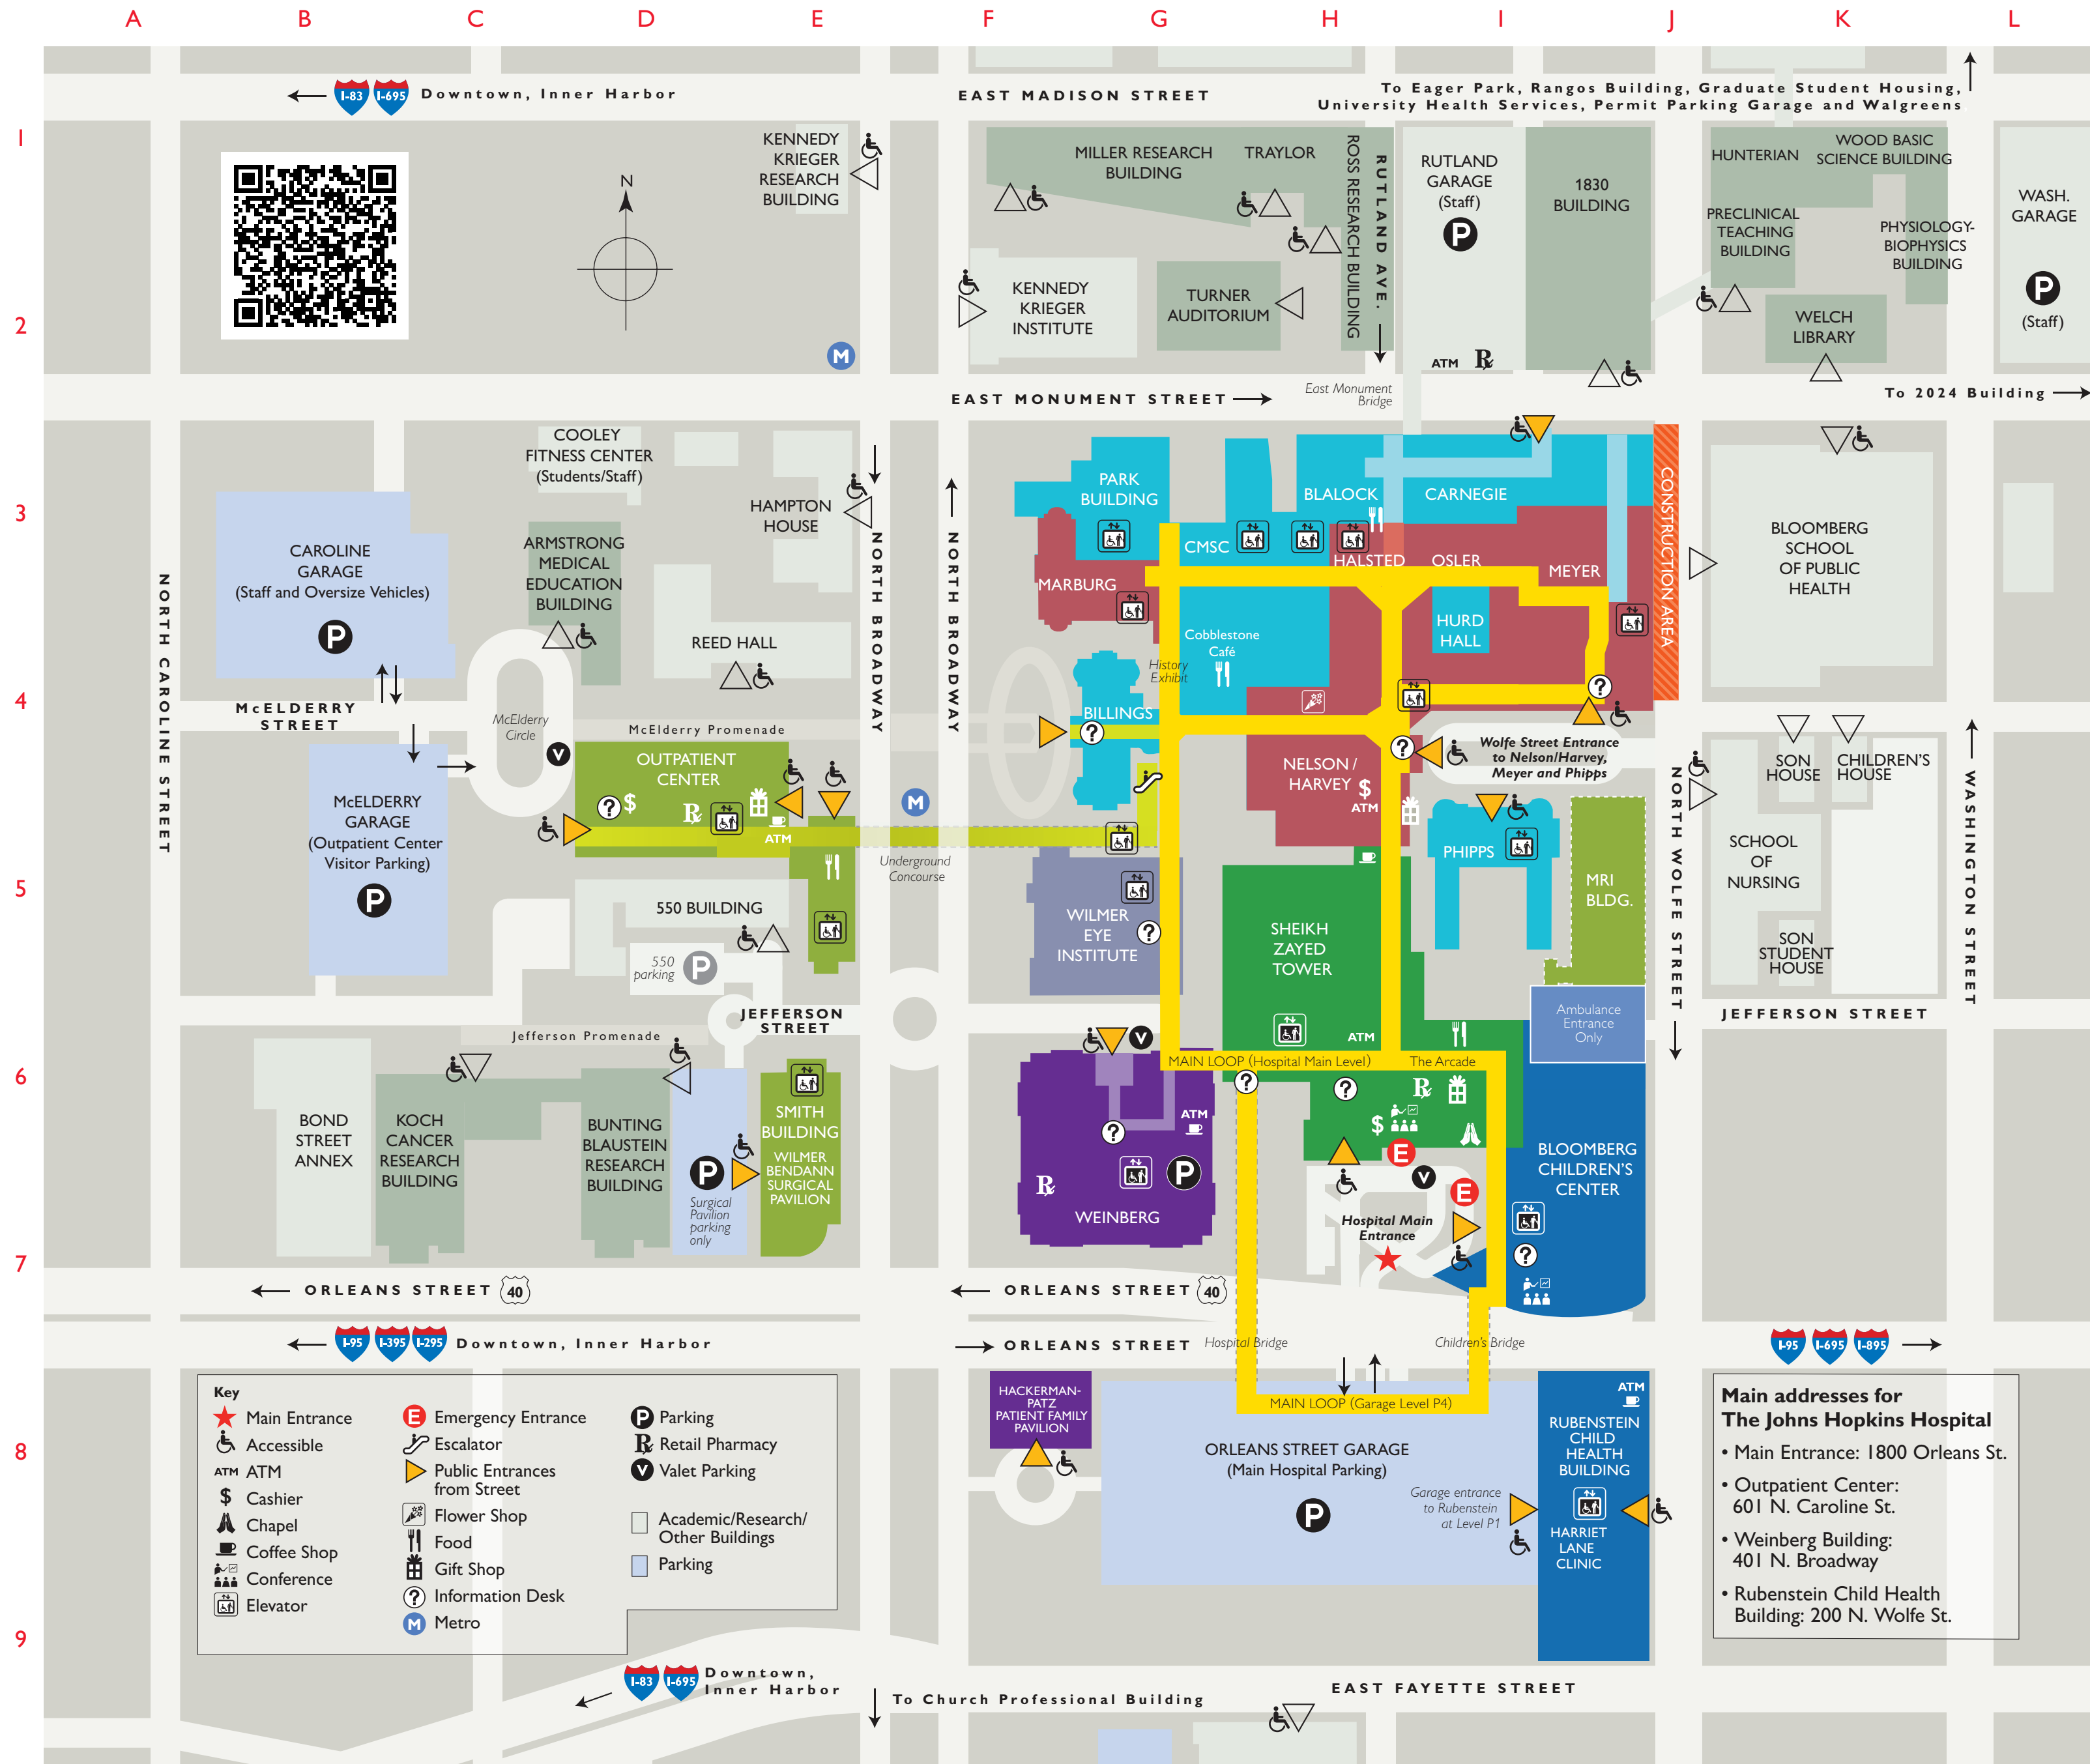 A B C D E F G H I J K L
1
2
3
4
5
6
7
8
9
I-83 I-695 Downtown, Inner Harbor
EAST MADISON STREET
To Eager Park, Rangos Building, Graduate Student Housing,
University Health Services, Permit Parking Garage and Walgreens
KENNEDY
KRIEGER
RESEARCH
BUILDING
N
MILLER RESEARCH
BUILDING
TRAYLOR
ROSS RESEARCH BUILDING
RUTLAND AVE.
RUTLAND
GARAGE
(Staff)
P
1830
BUILDING
HUNTERIAN
WOOD BASIC
SCIENCE BUILDING
PRECLINICAL
TEACHING
BUILDING
PHYSIOLOGY-
BIOPHYSICS
BUILDING
WASH.
GARAGE
P
(Staff)
KENNEDY
KRIEGER
INSTITUTE
TURNER
AUDITORIUM
WELCH
LIBRARY
M
ATM
EAST MONUMENT STREET
East Monument
Bridge
To 2024 Building
COOLEY
FITNESS CENTER
(Students/Staff)
HAMPTON
HOUSE
CAROLINE
GARAGE
(Staff and Oversize Vehicles)
P
ARMSTRONG
MEDICAL
EDUCATION
BUILDING
REED HALL
NORTH CAROLINE STREET
NORTH BROADWAY
NORTH BROADWAY
PARK
BUILDING
BLALOCK
CARNEGIE
CMSC
HALSTED
OSLER
MEYER
MARBURG
HURD
HALL
Cobblestone
Café
History
Exhibit
CONSTRUCTION AREA
BLOOMBERG
SCHOOL
OF PUBLIC
HEALTH
McELDERRY
STREET
McElderry
Circle
McElderry Promenade
V
OUTPATIENT
CENTER
? $
ATM
McELDERRY
GARAGE
(Outpatient Center
Visitor Parking)
P
BILLINGS
?
M
Underground
Concourse
NELSON /
HARVEY
$
ATM
?
?
Wolfe Street Entrance
to Nelson/Harvey,
Meyer and Phipps
PHIPPS
MRI
BLDG.
NORTH WOLFE STREET
SON
HOUSE
CHILDREN'S
HOUSE
SCHOOL
OF
NURSING
SON
STUDENT
HOUSE
WASHINGTON STREET
550 BUILDING
550
parking
P
WILMER
EYE
INSTITUTE
?
SHEIKH
ZAYED
TOWER
ATM
Ambulance
Entrance
Only
JEFFERSON
STREET
JEFFERSON STREET
Jefferson Promenade
V
MAIN LOOP (Hospital Main Level)
The Arcade
BOND
STREET
ANNEX
KOCH
CANCER
RESEARCH
BUILDING
BUNTING
BLAUSTEIN
RESEARCH
BUILDING
P
Surgical
Pavilion
parking
only
SMITH
BUILDING
WILMER
BENDANN
SURGICAL
PAVILION
?
ATM
P
WEINBERG
?
?
$
E
V
E
Hospital Main
Entrance
BLOOMBERG
CHILDREN'S
CENTER
?
ORLEANS STREET 40
ORLEANS STREET 40
I-95 I-395 I-295 Downtown, Inner Harbor
ORLEANS STREET
Hospital Bridge
Children's Bridge
I-95 I-695 I-895
Key
Main Entrance
Accessible
ATM ATM
$ Cashier
Chapel
Coffee Shop
Conference
Elevator
E Emergency Entrance
Escalator
Public Entrances
from Street
Flower Shop
Food
Gift Shop
? Information Desk
M Metro
P Parking
Retail Pharmacy
V Valet Parking
Academic/Research/
Other Buildings
Parking
HACKERMAN-
PATZ
PATIENT FAMILY
PAVILION
MAIN LOOP (Garage Level P4)
ORLEANS STREET GARAGE
(Main Hospital Parking)
P
Garage entrance
to Rubenstein
at Level P1
ATM
RUBENSTEIN
CHILD
HEALTH
BUILDING
HARRIET
LANE
CLINIC
Main addresses for
The Johns Hopkins Hospital
• Main Entrance: 1800 Orleans St.
• Outpatient Center:
601 N. Caroline St.
• Weinberg Building:
401 N. Broadway
• Rubenstein Child Health
Building: 200 N. Wolfe St.
I-83 I-695 Downtown,
Inner Harbor
To Church Professional Building
EAST FAYETTE STREET